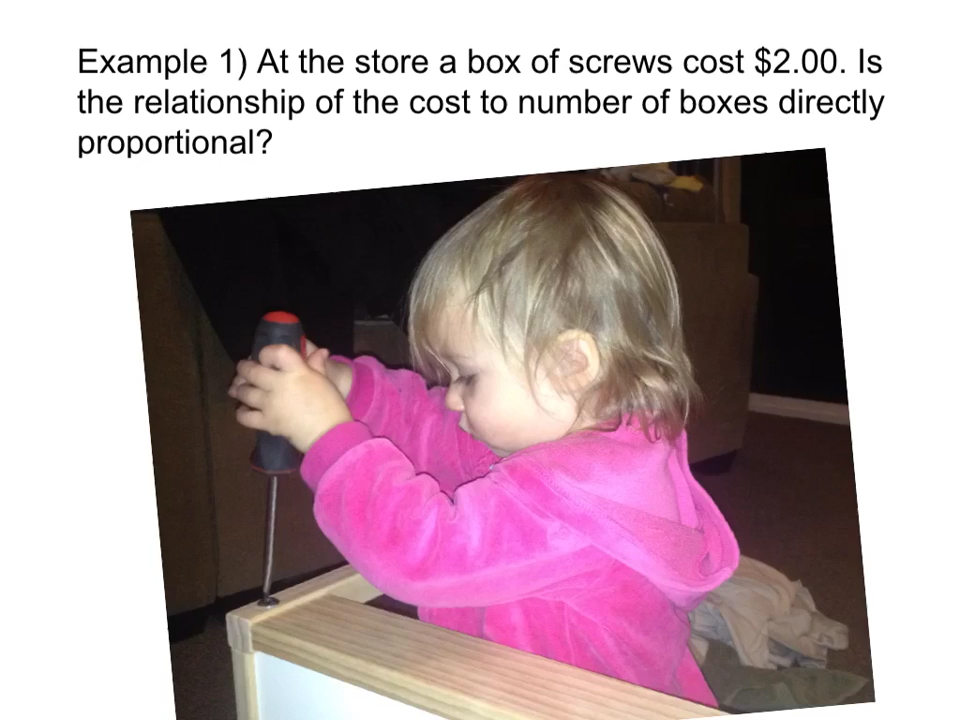 Example 1) At the store a box of screws cost $2.00. Is
the relationship of the cost to number of boxes directly
proportional?